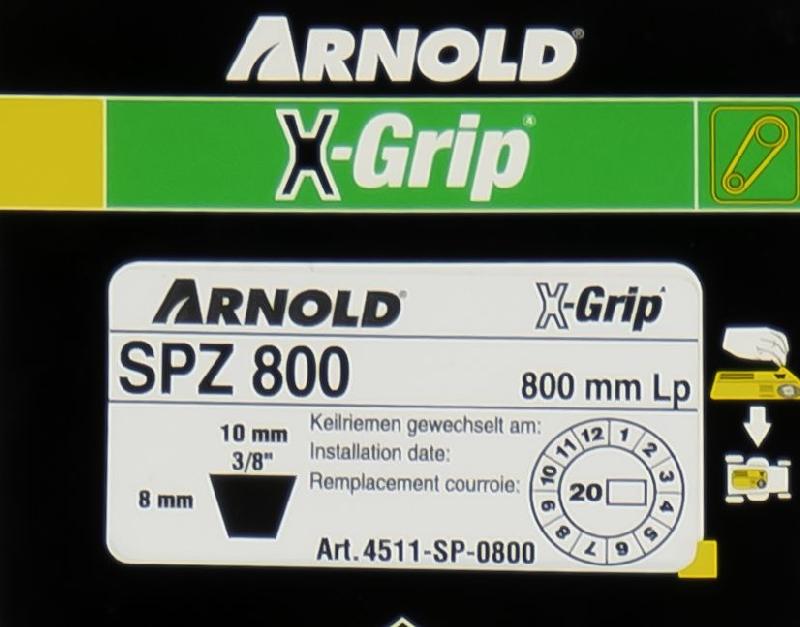 ARNOLD®
X-Grip®
ARNOLD® X-Grip
SPZ 800 800 mm Lp
10 mm
3/8"
8 mm
Keilriemen gewechselt am:
Installation date:
Remplacement courroie:
1 2 3 4 5 6 7 8 9 10 11 12
20
Art. 4511-SP-0800